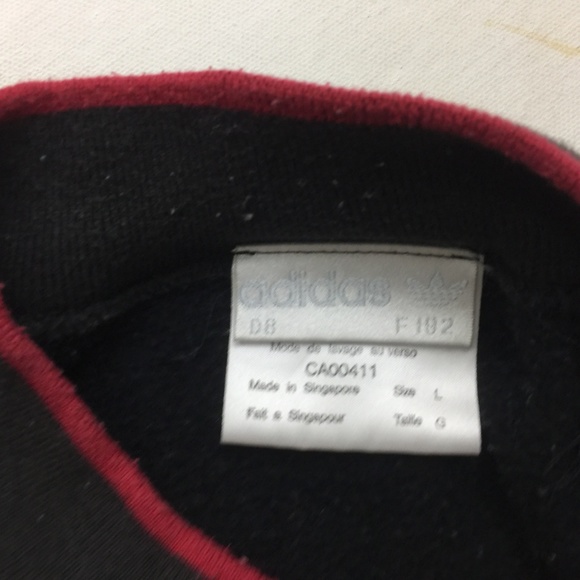 adidas
D8 F192
Mode de lavage au verso
CA00411
Made in Singapore Size L
Fait a Singapour Taille G